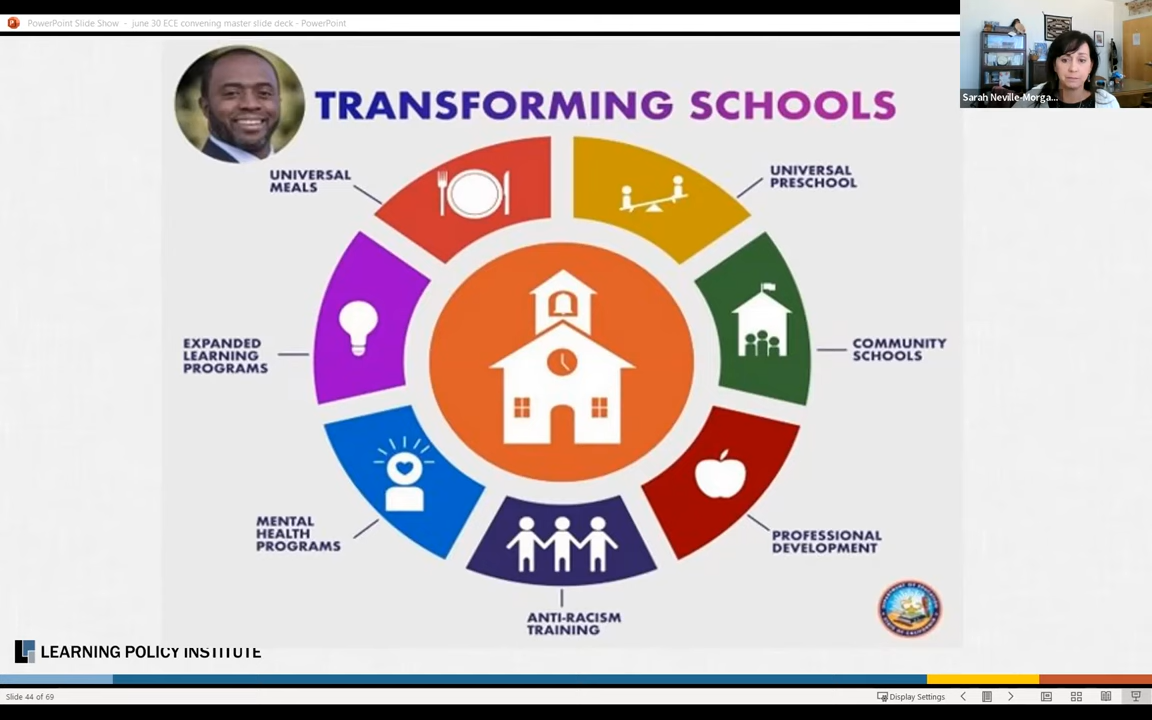 PowerPoint Slide Show - june 30 ECE convening master slide deck - PowerPoint
Sarah Neville-Morga...
TRANSFORMING SCHOOLS
UNIVERSAL
MEALS
UNIVERSAL
PRESCHOOL
EXPANDED
LEARNING
PROGRAMS
COMMUNITY
SCHOOLS
MENTAL
HEALTH
PROGRAMS
PROFESSIONAL
DEVELOPMENT
ANTI-RACISM
TRAINING
LEARNING POLICY INSTITUTE
Slide 44 of 69
Display Settings